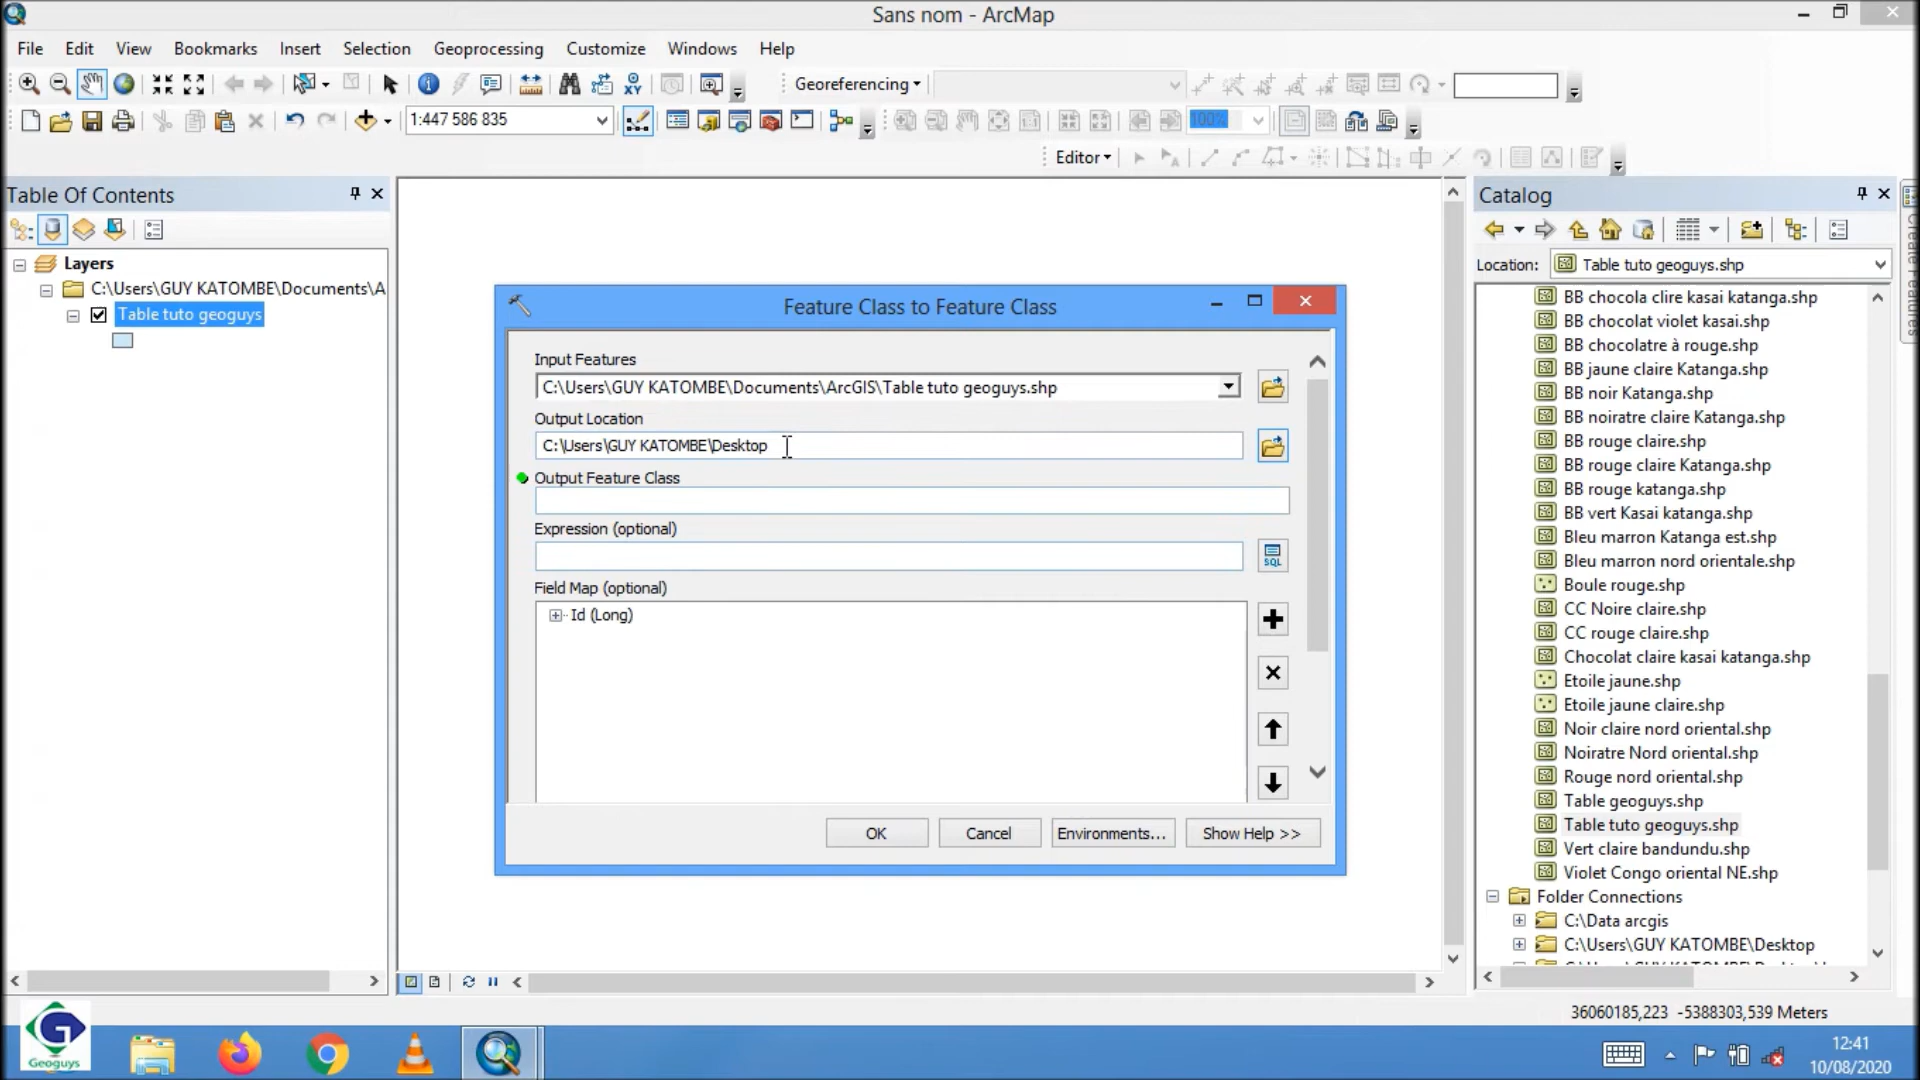 Sans nom - ArcMap
File Edit View Bookmarks Insert Selection Geoprocessing Customize Windows Help
XY Georeferencing
1:447 586 835 100%
Editor
Table Of Contents
Layers
C:\Users\GUY KATOMBE\Documents\A
Table tuto geoguys
Feature Class to Feature Class
Input Features
C:\Users\GUY KATOMBE\Documents\ArcGIS\Table tuto geoguys.shp
Output Location
C:\Users\GUY KATOMBE\Desktop
Output Feature Class
Expression (optional)
SQL
Field Map (optional)
Id (Long)
OK Cancel Environments... Show Help >>
Catalog
Location: Table tuto geoguys.shp
BB chocola clire kasai katanga.shp
BB chocolat violet kasai.shp
BB chocolatre à rouge.shp
BB jaune claire Katanga.shp
BB noir Katanga.shp
BB noiratre claire Katanga.shp
BB rouge claire.shp
BB rouge claire Katanga.shp
BB rouge katanga.shp
BB vert Kasai katanga.shp
Bleu marron Katanga est.shp
Bleu marron nord orientale.shp
Boule rouge.shp
CC Noire claire.shp
CC rouge claire.shp
Chocolat claire kasai katanga.shp
Etoile jaune.shp
Etoile jaune claire.shp
Noir claire nord oriental.shp
Noiratre Nord oriental.shp
Rouge nord oriental.shp
Table geoguys.shp
Table tuto geoguys.shp
Vert claire bandundu.shp
Violet Congo oriental NE.shp
Folder Connections
C:\Data arcgis
C:\Users\GUY KATOMBE\Desktop
Create Features
36060185,223 -5388303,539 Meters
Geoguys
12:41
10/08/2020